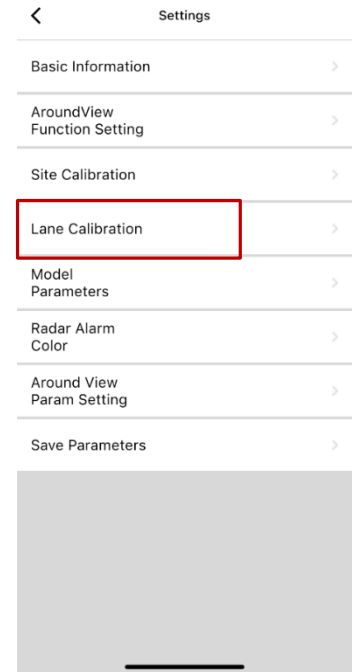 Settings
Basic Information
AroundView
Function Setting
Site Calibration
Lane Calibration
Model
Parameters
Radar Alarm
Color
Around View
Param Setting
Save Parameters